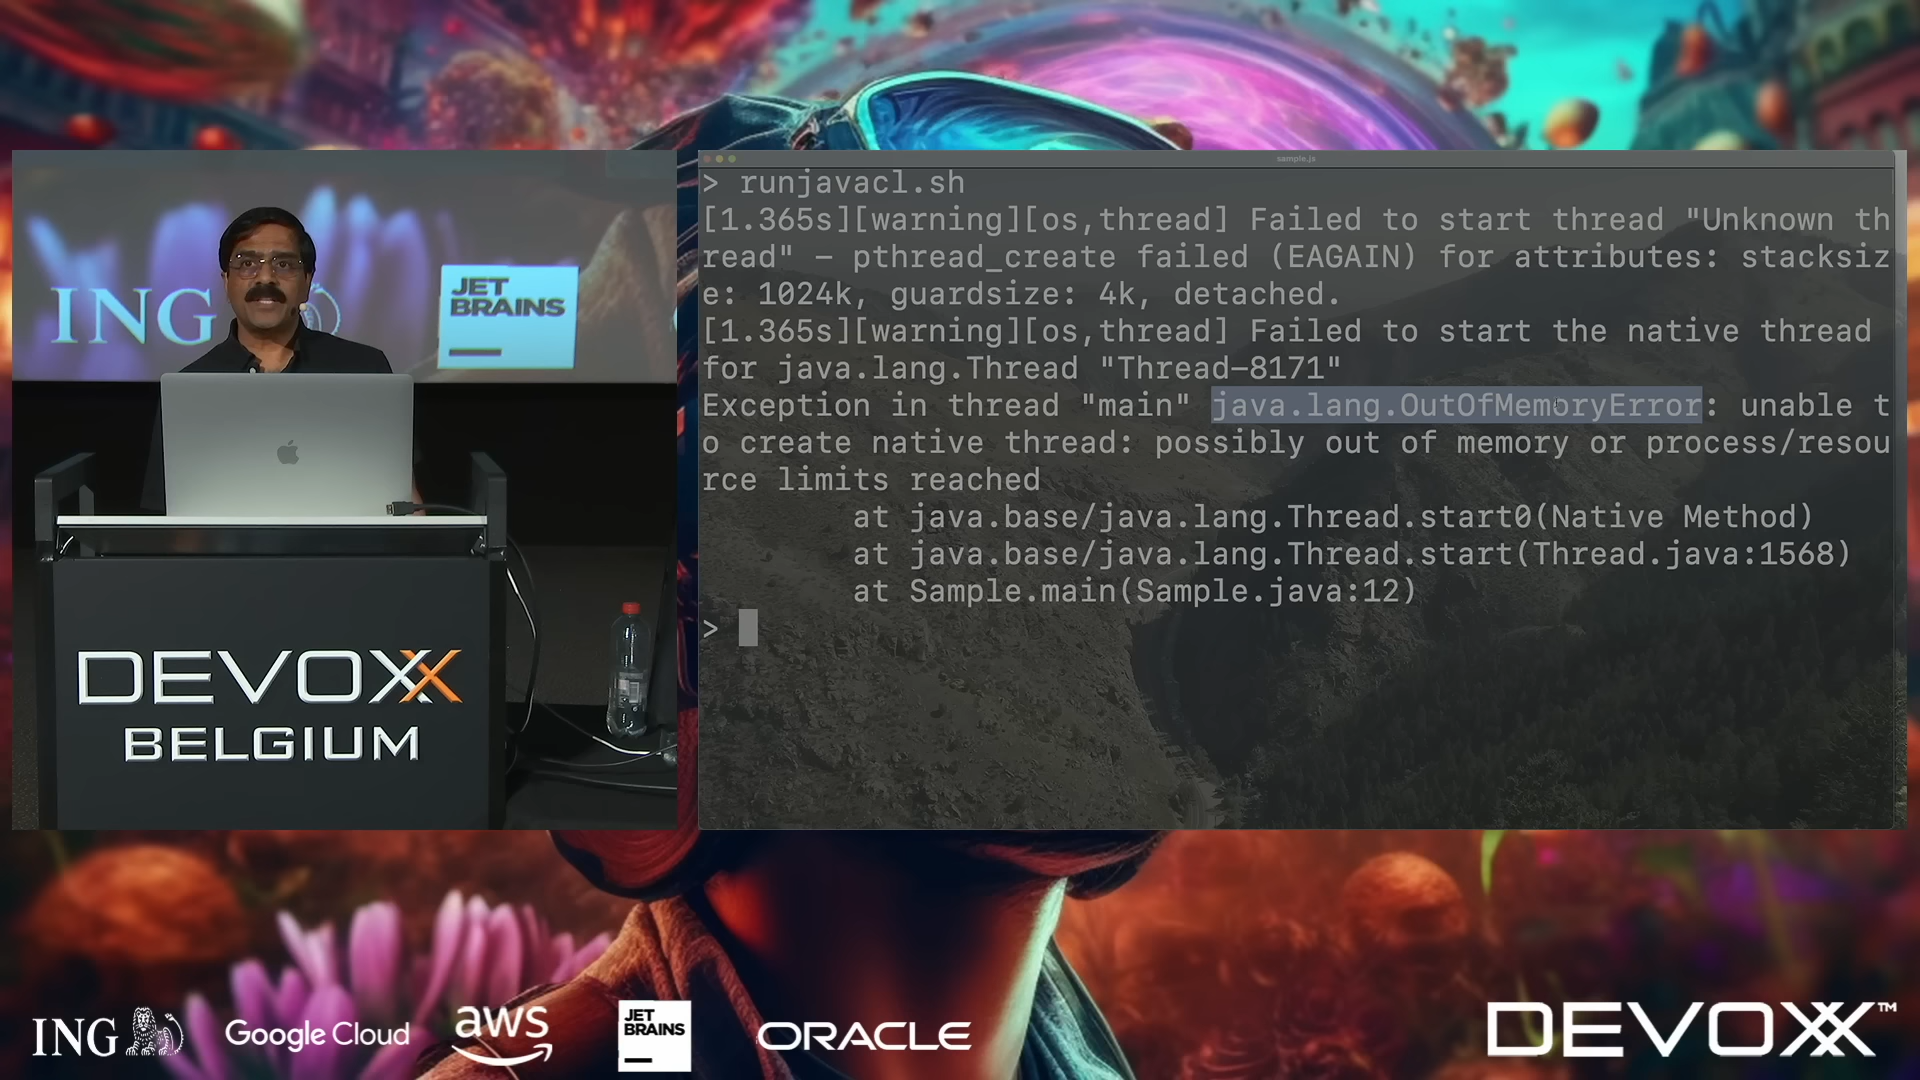 ING
JET
BRAINS
DEVOXX
BELGIUM
sample.js
> runjavacl.sh
[1.365s][warning][os,thread] Failed to start thread "Unknown th
read" – pthread_create failed (EAGAIN) for attributes: stacksiz
e: 1024k, guardsize: 4k, detached.
[1.365s][warning][os,thread] Failed to start the native thread
for java.lang.Thread "Thread-8171"
Exception in thread "main" java.lang.OutOfMemoryError: unable t
o create native thread: possibly out of memory or process/resou
rce limits reached
at java.base/java.lang.Thread.start0(Native Method)
at java.base/java.lang.Thread.start(Thread.java:1568)
at Sample.main(Sample.java:12)
>
ING
Google Cloud
aws
JET
BRAINS
ORACLE
DEVOXX™